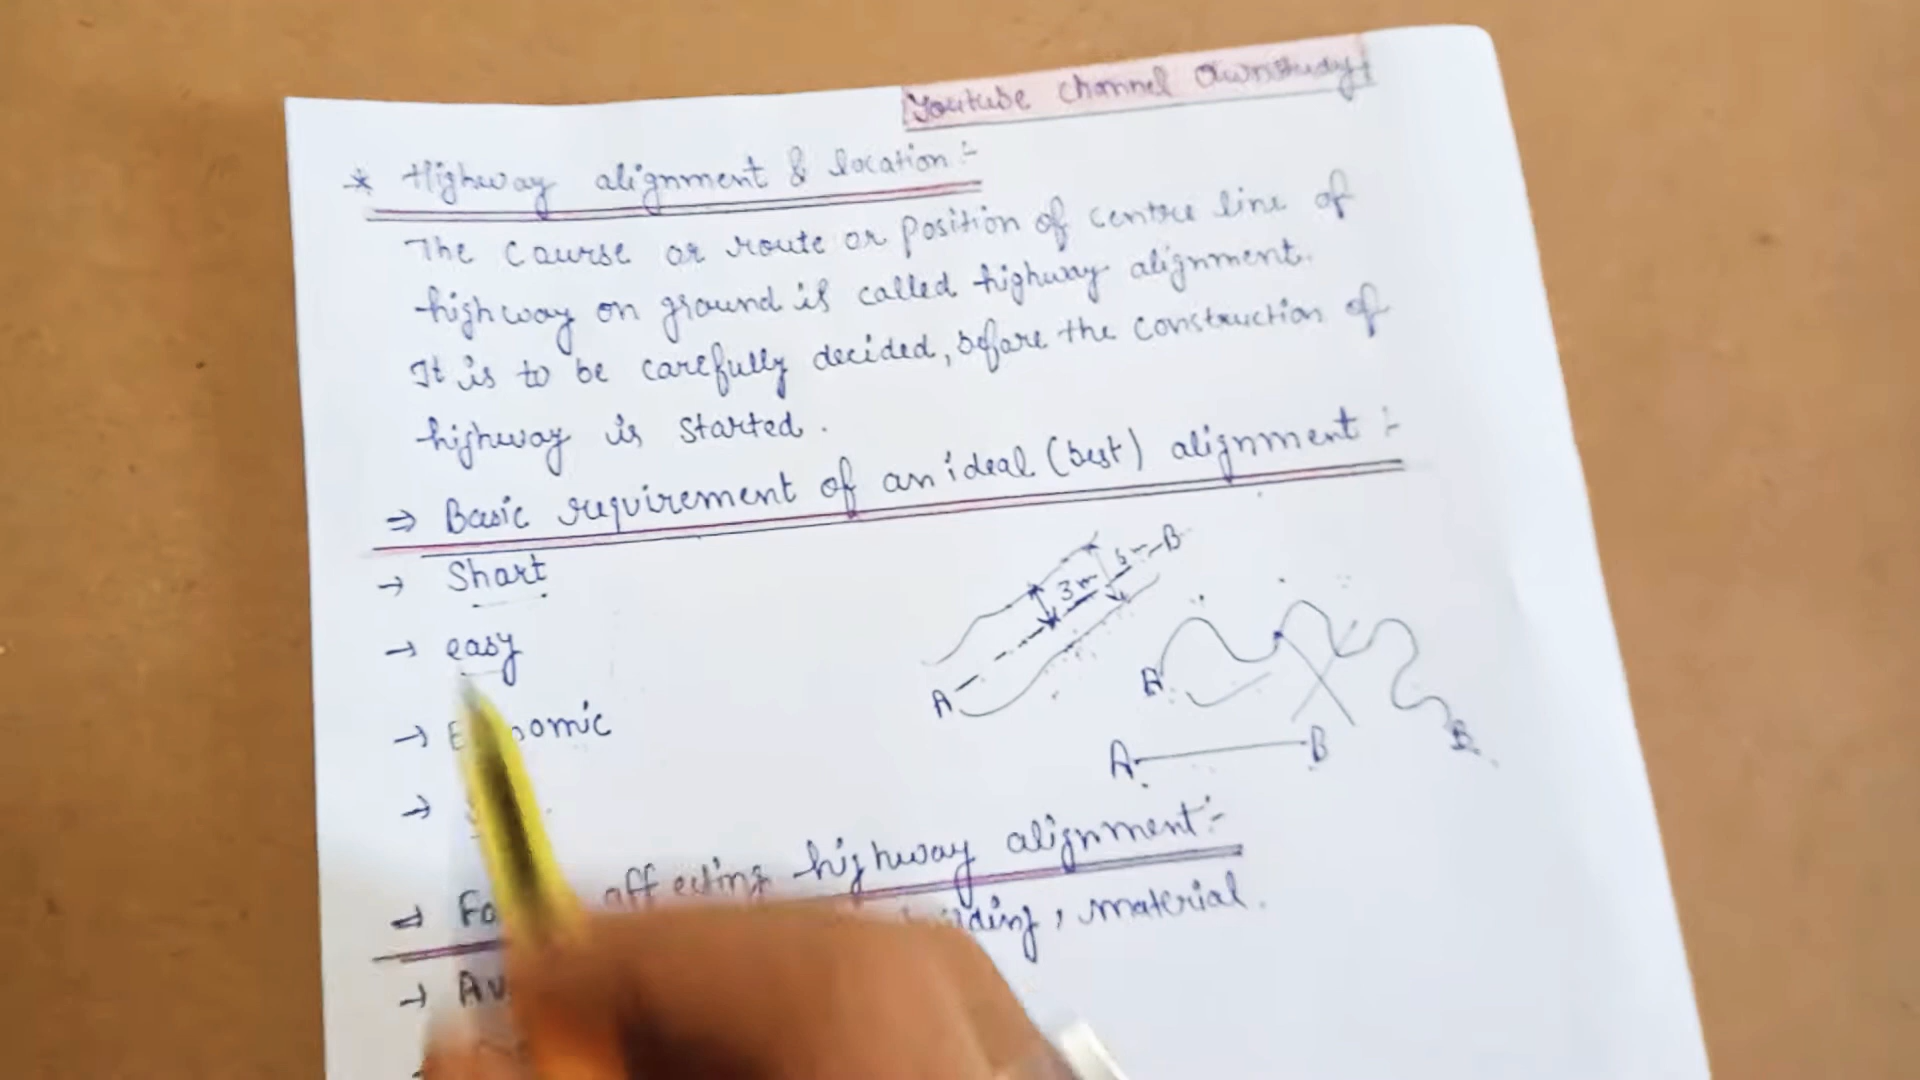 Youtube channel Ownstudy
* Highway alignment & location :-
The course or route or position of centre line of
highway on ground is called highway alignment.
It is to be carefully decided, before the construction of
highway is started.
⇒ Basic requirement of an ideal (best) alignment :-
→ Short
→ easy
→
→
A 3m B
A B
A B
⇒ affecting highway alignment :-
→ material.